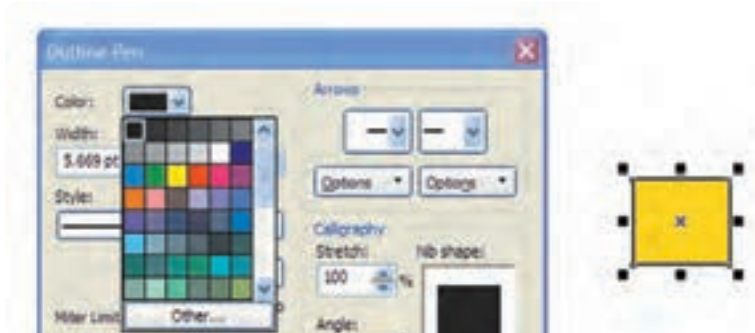 Outline Pen
Color:
Width:
5.669 pt
Style:
Other...
Miter Limit
Arrows
Options
Options
Calligraphy
Stretch:
Nib shape:
100
%
Angle: